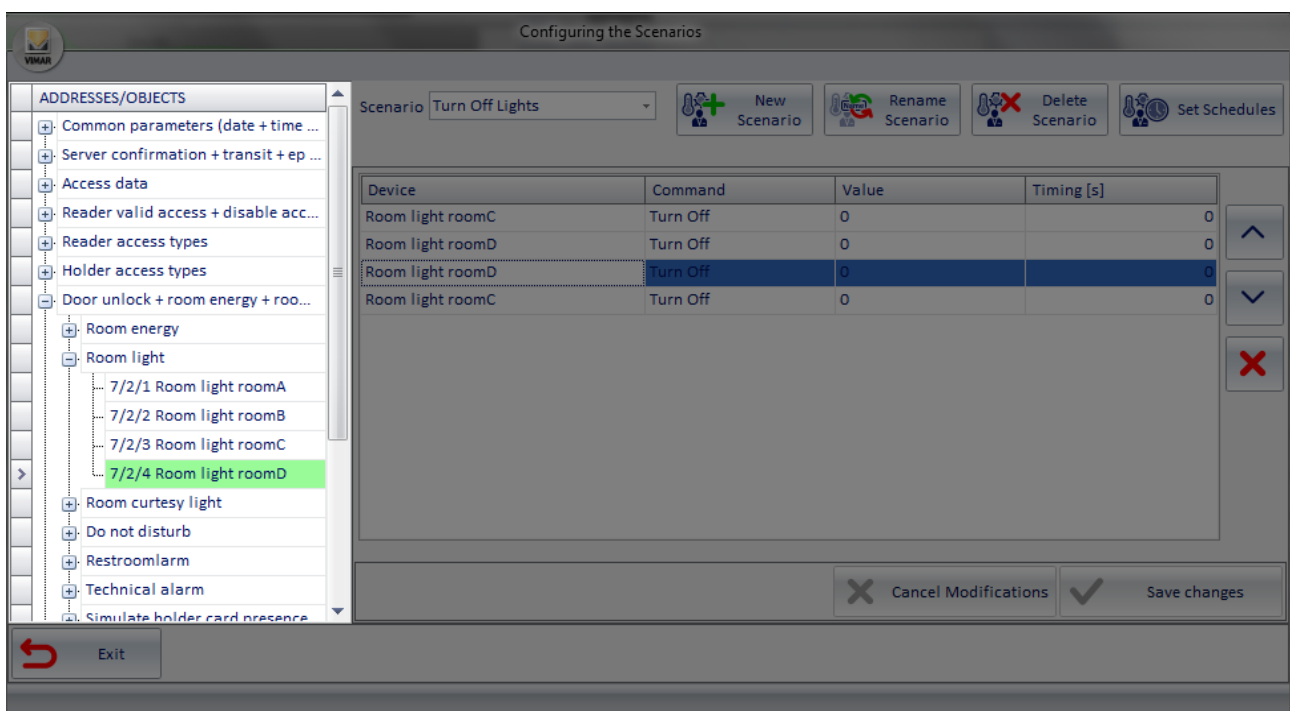 Configuring the Scenarios
VIMAR
ADDRESSES/OBJECTS
Common parameters (date + time ...
Server confirmation + transit + ep ...
Access data
Reader valid access + disable acc...
Reader access types
Holder access types
Door unlock + room energy + roo...
Room energy
Room light
7/2/1 Room light roomA
7/2/2 Room light roomB
7/2/3 Room light roomC
7/2/4 Room light roomD
Room curtesy light
Do not disturb
Restroomlarm
Technical alarm
Simulate holder card presence
Scenario Turn Off Lights
New Scenario
Rename Scenario
Delete Scenario
Set Schedules
Device Command Value Timing [s]
Room light roomC Turn Off 0 0
Room light roomD Turn Off 0 0
Room light roomD Turn Off 0 0
Room light roomC Turn Off 0 0
Cancel Modifications
Save changes
Exit